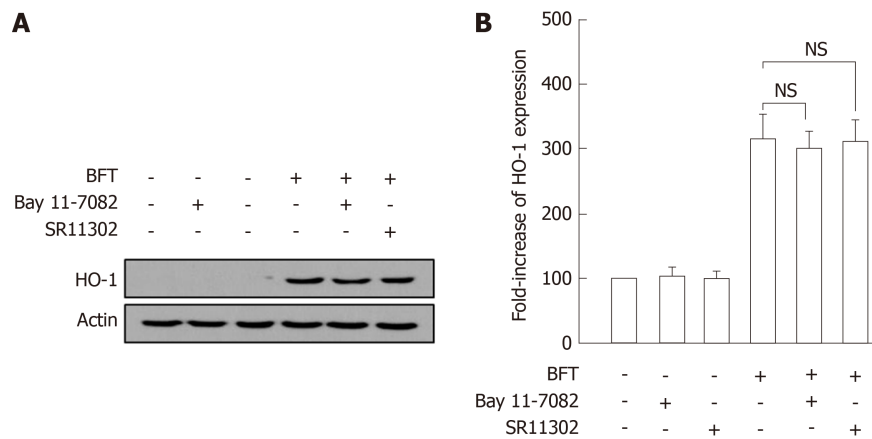 A
BFT - - - + + +
Bay 11-7082 - + - - + -
SR11302 - - - - - +
HO-1
Actin
B
Fold-increase of HO-1 expression
500
400
300
200
100
0
NS
NS
BFT - - - + + +
Bay 11-7082 - + - - + -
SR11302 - - + - - +